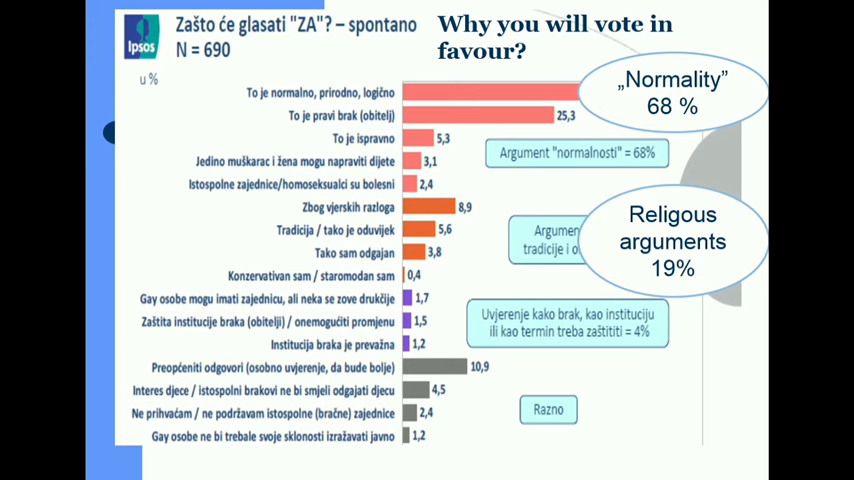 Ipsos
Zašto će glasati "ZA"? – spontano
N = 690
Why you will vote in
favour?
u %
To je normalno, prirodno, logično
To je pravi brak (obitelj)
25,3
To je ispravno
5,3
Jedino muškarac i žena mogu napraviti dijete
3,1
Istospolne zajednice/homoseksualci su bolesni
2,4
Zbog vjerskih razloga
8,9
Tradicija / tako je oduvijek
5,6
Tako sam odgajan
3,8
Konzervativan sam / staromodan sam
0,4
Gay osobe mogu imati zajednicu, ali neka se zove drukčije
1,7
Zaštita institucije braka (obitelji) / onemogućiti promjenu
1,5
Institucija braka je prevažna
1,2
Preopćeniti odgovori (osobno uvjerenje, da bude bolje)
10,9
Interes djece / istospolni brakovi ne bi smjeli odgajati djecu
4,5
Ne prihvaćam / ne podržavam istospolne (bračne) zajednice
2,4
Gay osobe ne bi trebale svoje sklonosti izražavati javno
1,2
„Normality”
68 %
Argument "normalnosti" = 68%
Religous
arguments
19%
tradicije i
Uvjerenje kako brak, kao instituciju
ili kao termin treba zaštititi = 4%
Razno